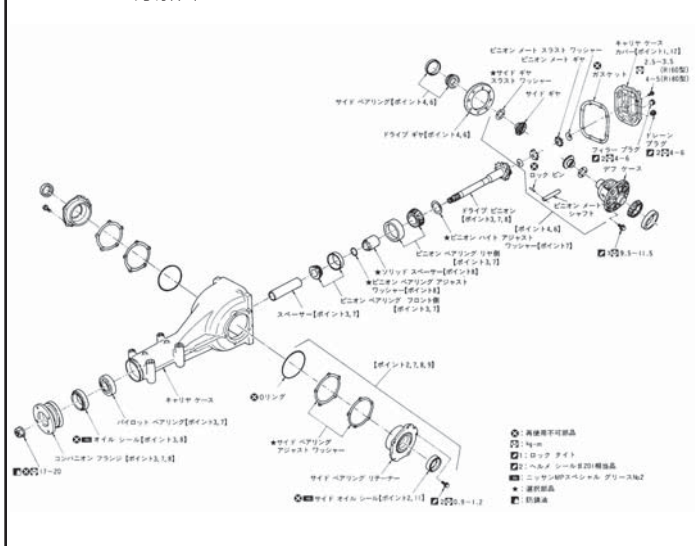 ピニオン メート スラスト ワッシャー
ピニオン メート ギヤ
キャリヤ ケース
カバー[ポイント1,12]
2.5-3.5
(R160型)
4-5(R180型)
★サイド ギヤ
スラスト ワッシャー
ガスケット
サイド ギヤ
サイド ベアリング[ポイント4,6]
ドライブ ギヤ[ポイント4,6]
ドレーン
プラグ
2 4-6
フィラー プラグ
2 4-6
デフ ケース
ロック ピン
ピニオン メート
シャフト
ドライブ ピニオン
[ポイント3,7,8]
[ポイント4,6]
★ピニオン ハイト アジャスト
ワッシャー[ポイント7]
9.5-11.5
ピニオン ベアリング リヤ側
[ポイント3,7]
★ソリッド スペーサー[ポイント8]
★ピニオン ベアリング アジャスト
ワッシャー[ポイント8]
ピニオン ベアリング フロント側
[ポイント3,7]
スペーサー[ポイント3,7]
[ポイント2,7,8,9]
Oリング
キャリヤ ケース
パイロット ベアリング[ポイント3,7]
オイル シール[ポイント3,8]
コンパニオン フランジ[ポイント3,7,8]
17-20
★サイド ベアリング
アジャスト ワッシャー
サイド ベアリング リテーナー
サイド オイル シール[ポイント2,11]
2 0.9-1.2
:再使用不可部品
:kg-m
1:ロック タイト
2:ヘルメ シール B201相当品
:ニッサンMPスペシャル グリースNo2
★:選択部品
:防錆油